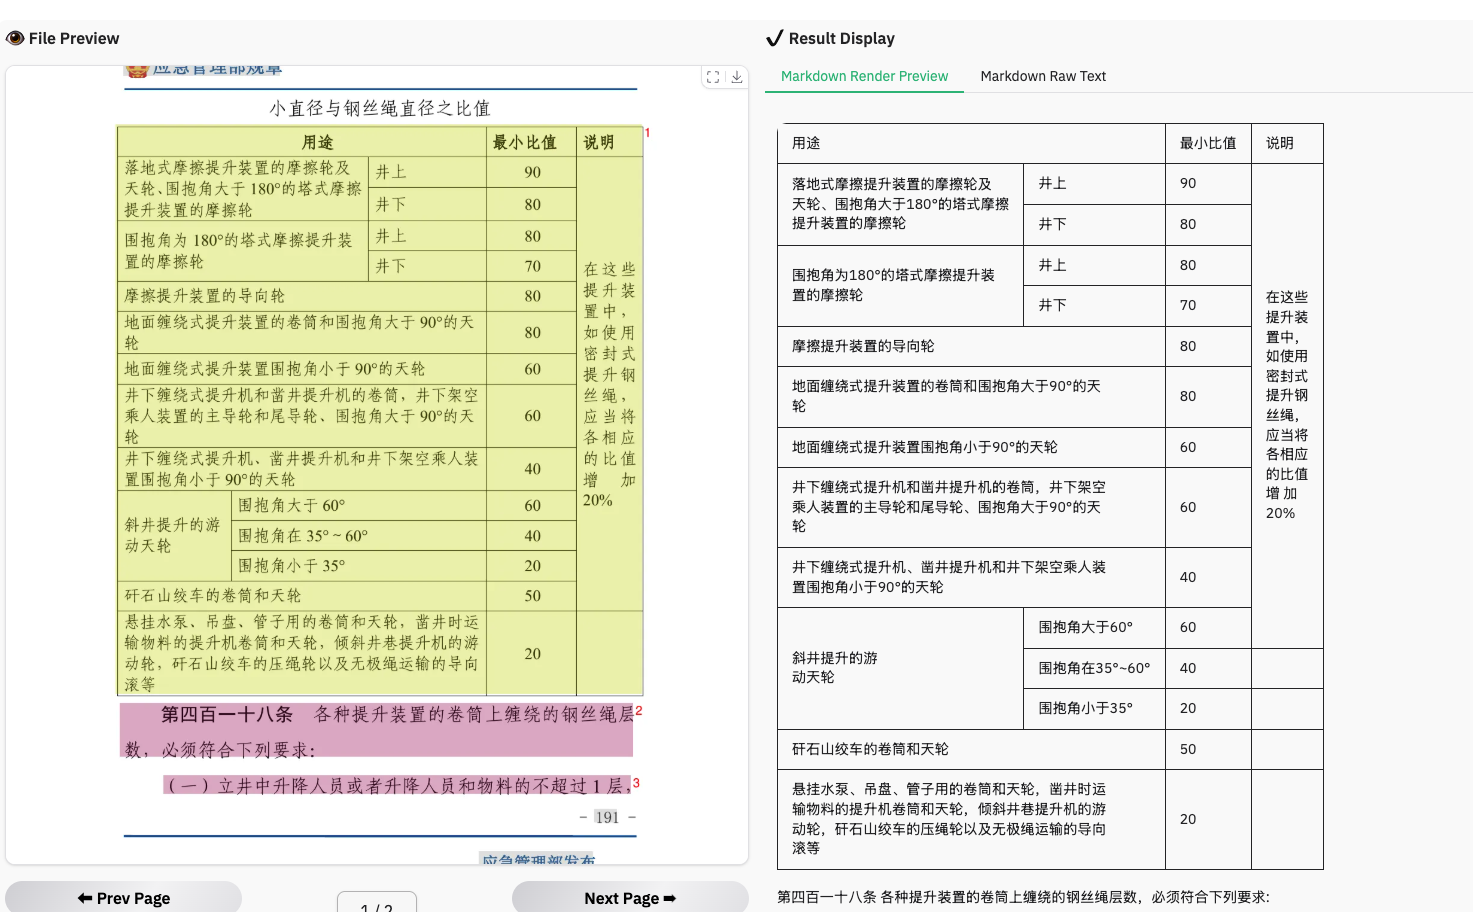 File Preview
应急管理部规章
小直径与钢丝绳直径之比值
用途 最小比值 说明
落地式摩擦提升装置的摩擦轮及
天轮、围抱角大于 180°的塔式摩擦
提升装置的摩擦轮
井上 90
井下 80
围抱角为 180°的塔式摩擦提升装
置的摩擦轮
井上 80
井下 70
摩擦提升装置的导向轮 80
地面缠绕式提升装置的卷筒和围抱角大于 90°的天
轮
80
地面缠绕式提升装置围抱角小于 90°的天轮 60
井下缠绕式提升机和凿井提升机的卷筒，井下架空
乘人装置的主导轮和尾导轮、围抱角大于 90°的天
轮
60
井下缠绕式提升机、凿井提升机和井下架空乘人装
置围抱角小于 90°的天轮
40
斜井提升的游
动天轮
围抱角大于 60° 60
围抱角在 35°~60° 40
围抱角小于 35° 20
矸石山绞车的卷筒和天轮 50
悬挂水泵、吊盘、管子用的卷筒和天轮，凿井时运
输物料的提升机卷筒和天轮，倾斜井巷提升机的游
动轮，矸石山绞车的压绳轮以及无极绳运输的导向
滚等
20
在这些
提升装
置中，
如使用
密封式
提升钢
丝绳，
应当将
各相应
的比值
增 加
20%
1
第四百一十八条 各种提升装置的卷筒上缠绕的钢丝绳层
2
数，必须符合下列要求：
（一）立井中升降人员或者升降人员和物料的不超过 1 层，
3
- 191 -
应急管理部发布
Prev Page
1 / 2
Next Page
Result Display
Markdown Render Preview Markdown Raw Text
用途 最小比值 说明
落地式摩擦提升装置的摩擦轮及
天轮、围抱角大于180°的塔式摩擦
提升装置的摩擦轮
井上 90
井下 80
围抱角为180°的塔式摩擦提升装
置的摩擦轮
井上 80
井下 70
摩擦提升装置的导向轮 80
地面缠绕式提升装置的卷筒和围抱角大于90°的天
轮
80
地面缠绕式提升装置围抱角小于90°的天轮 60
井下缠绕式提升机和凿井提升机的卷筒，井下架空
乘人装置的主导轮和尾导轮、围抱角大于90°的天
轮
60
井下缠绕式提升机、凿井提升机和井下架空乘人装
置围抱角小于90°的天轮
40
斜井提升的游
动天轮
围抱角大于60° 60
围抱角在35°~60° 40
围抱角小于35° 20
矸石山绞车的卷筒和天轮 50
悬挂水泵、吊盘、管子用的卷筒和天轮，凿井时运
输物料的提升机卷筒和天轮，倾斜井巷提升机的游
动轮，矸石山绞车的压绳轮以及无极绳运输的导向
滚等
20
在这些
提升装
置中，
如使用
密封式
提升钢
丝绳，
应当将
各相应
的比值
增 加
20%
第四百一十八条 各种提升装置的卷筒上缠绕的钢丝绳层数，必须符合下列要求：